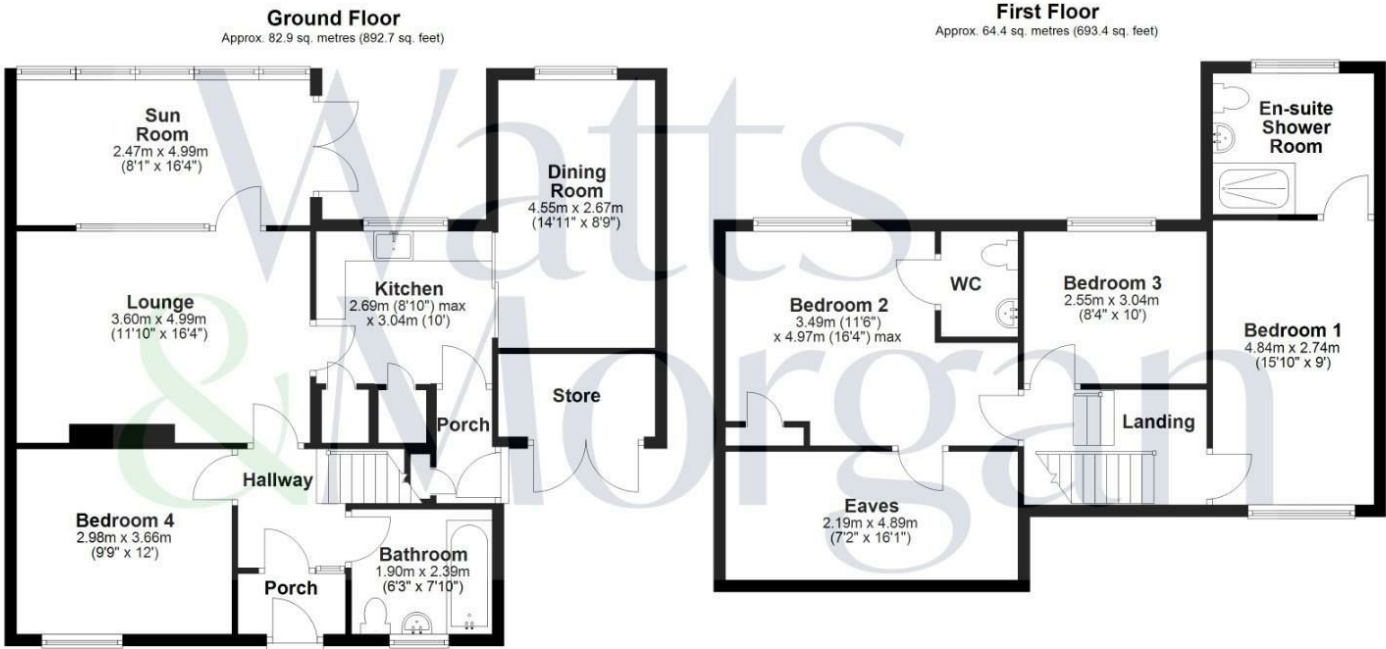 Ground Floor
Approx. 82.9 sq. metres (892.7 sq. feet)
First Floor
Approx. 64.4 sq. metres (693.4 sq. feet)
Watts
& Morgan
Sun
Room
2.47m x 4.99m
(8'1" x 16'4")
Dining
Room
4.55m x 2.67m
(14'11" x 8'9")
Lounge
3.60m x 4.99m
(11'10" x 16'4")
Kitchen
2.69m (8'10") max
x 3.04m (10')
Porch
Store
Hallway
Bedroom 4
2.98m x 3.66m
(9'9" x 12')
Porch
Bathroom
1.90m x 2.39m
(6'3" x 7'10")
En-suite
Shower
Room
Bedroom 2
3.49m (11'6")
x 4.97m (16'4") max
WC
Bedroom 3
2.55m x 3.04m
(8'4" x 10')
Bedroom 1
4.84m x 2.74m
(15'10" x 9')
Landing
Eaves
2.19m x 4.89m
(7'2" x 16'1")